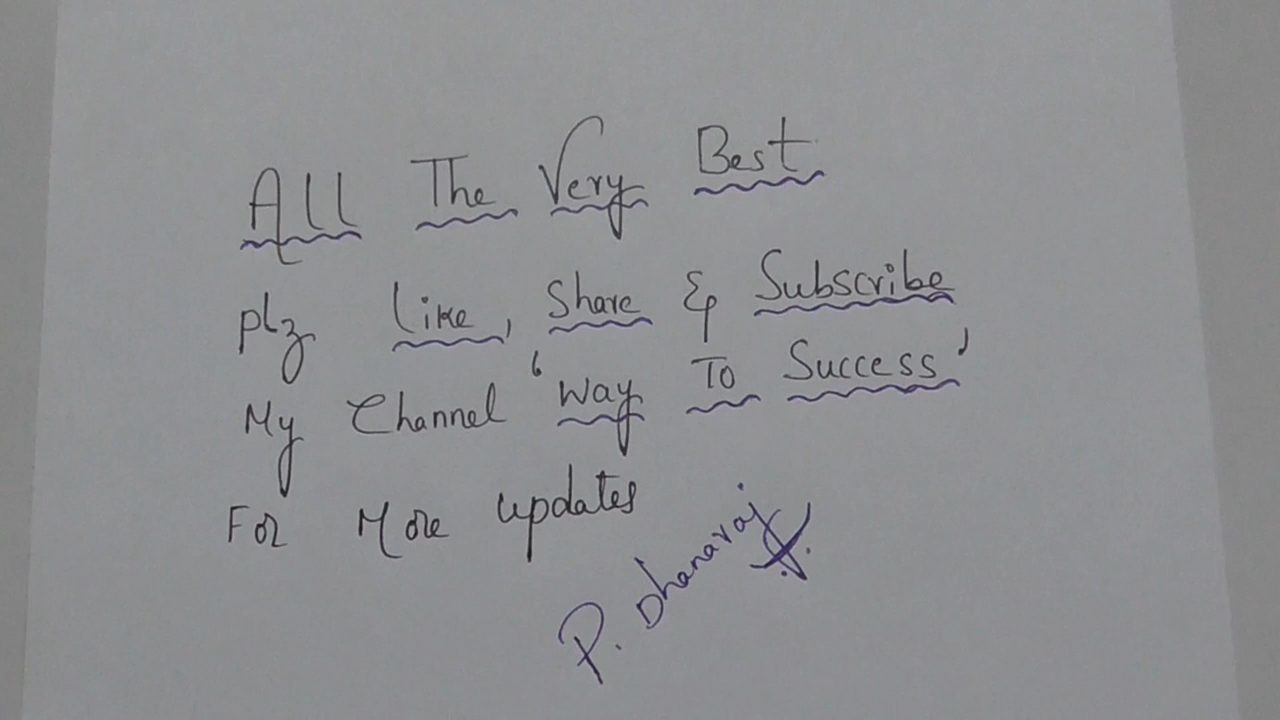 All The Very Best
plz Like, Share & Subscribe
My Channel 'Way To Success'
For More updates
P. Dhanaraj